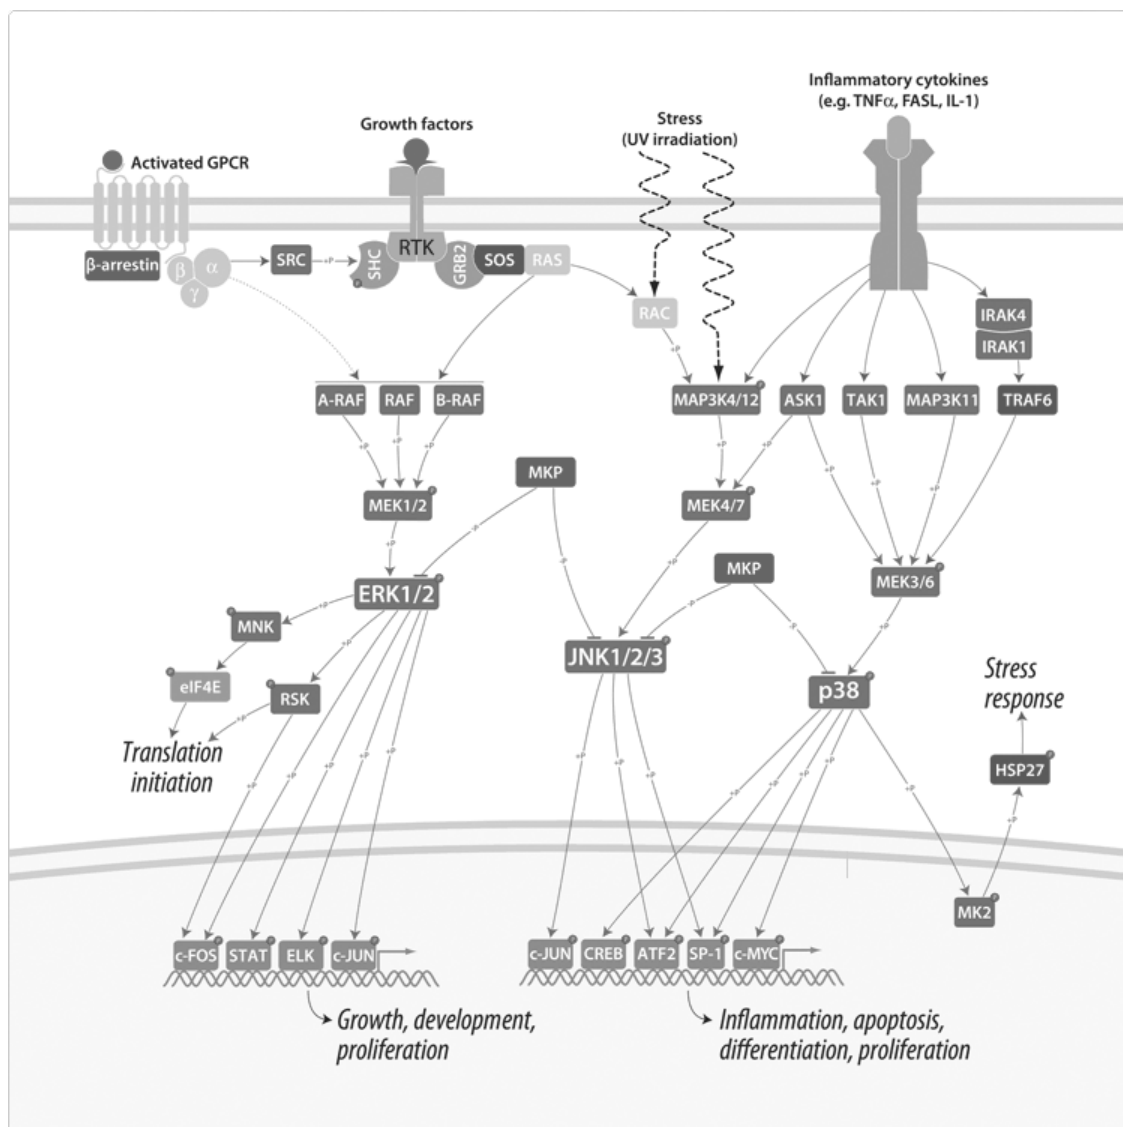 Inflammatory cytokines
(e.g. TNFα, FASL, IL-1)
Stress
(UV irradiation)
Growth factors
Activated GPCR
β-arrestin
β
α
γ
SRC
+P
SHC
RTK
GRB2
SOS
RAS
RAC
+P
IRAK4
IRAK1
A-RAF
RAF
B-RAF
MAP3K4/12
ASK1
TAK1
MAP3K11
TRAF6
+P
+P
+P
+P
+P
+P
+P
+P
+P
MKP
MEK1/2
MEK4/7
+P
-P
-P
+P
MKP
MEK3/6
ERK1/2
+P
-P
-P
+P
MNK
+P
JNK1/2/3
eIF4E
RSK
p38
Stress
response
+P
Translation
initiation
+P
+P
+P
+P
+P
+P
+P
+P
+P
+P
+P
+P
+P
HSP27
+P
MK2
c-FOS
STAT
ELK
c-JUN
c-JUN
CREB
ATF2
SP-1
c-MYC
Growth, development,
proliferation
Inflammation, apoptosis,
differentiation, proliferation